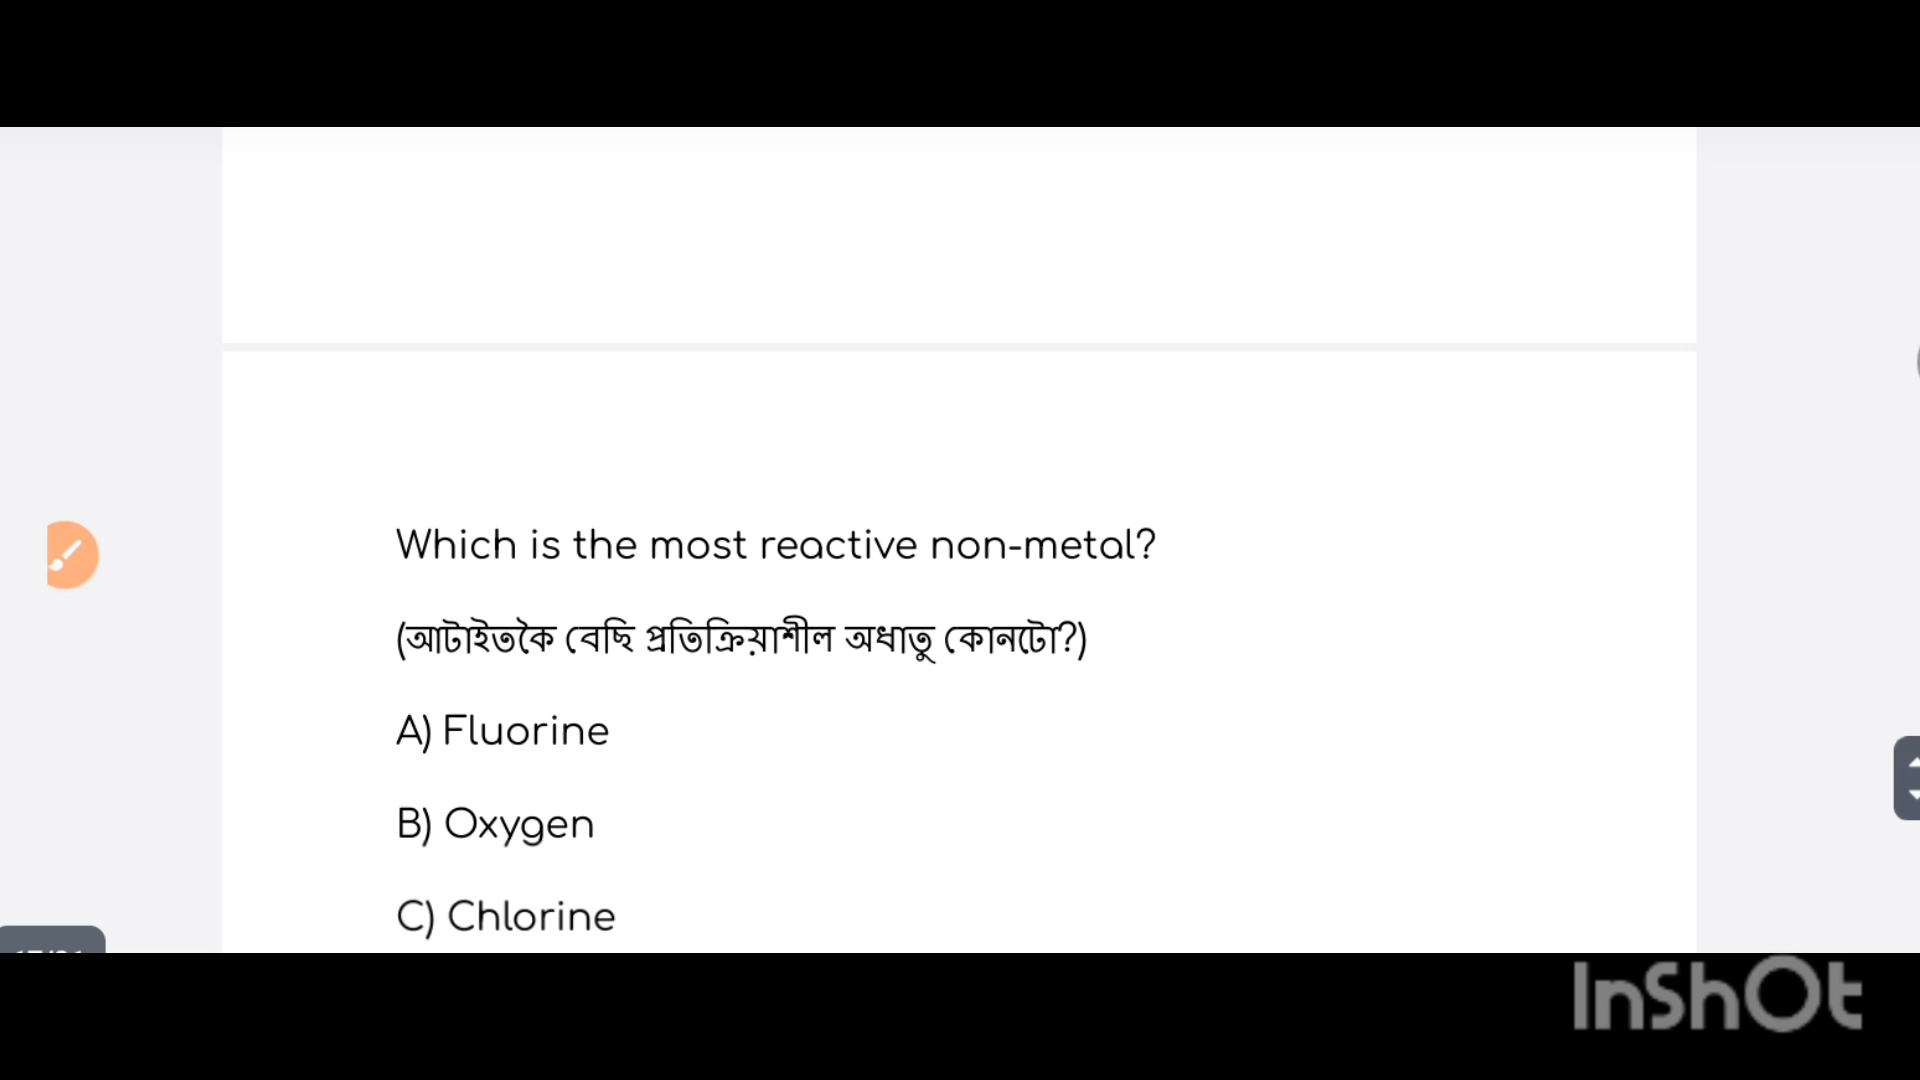 Which is the most reactive non-metal?
(আটাইতকৈ বেছি প্ৰতিক্ৰিয়াশীল অধাতু কোনটো?)
A) Fluorine
B) Oxygen
C) Chlorine
InShOt